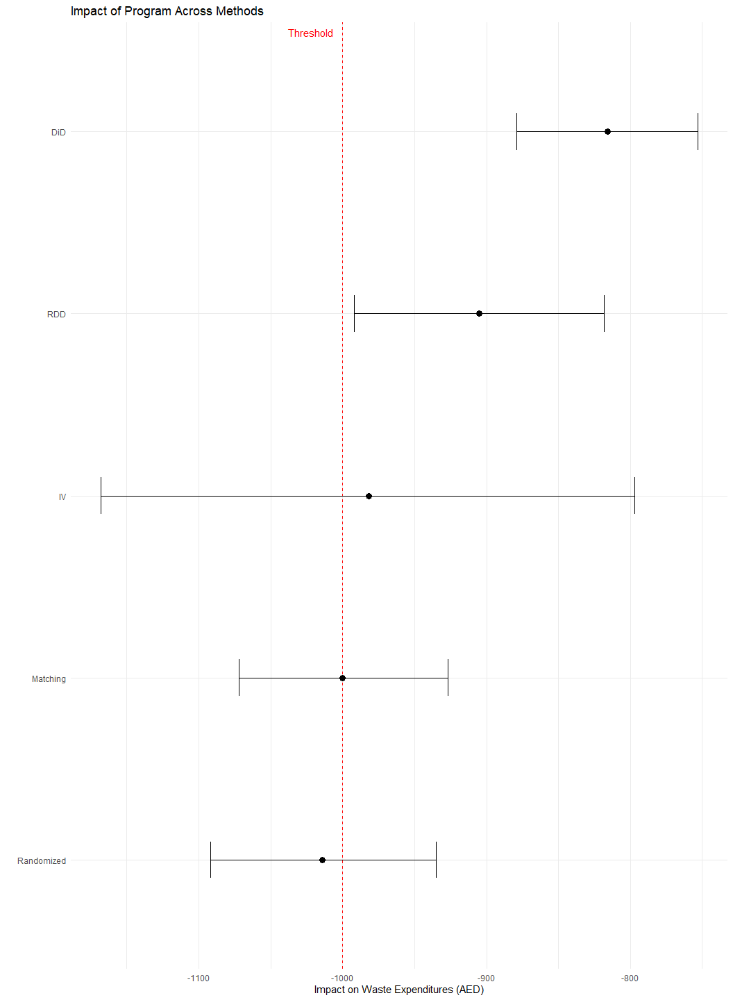 Impact of Program Across Methods
Threshold
DiD
RDD
IV
Matching
Randomized
-1100
-1000
-900
-800
Impact on Waste Expenditures (AED)